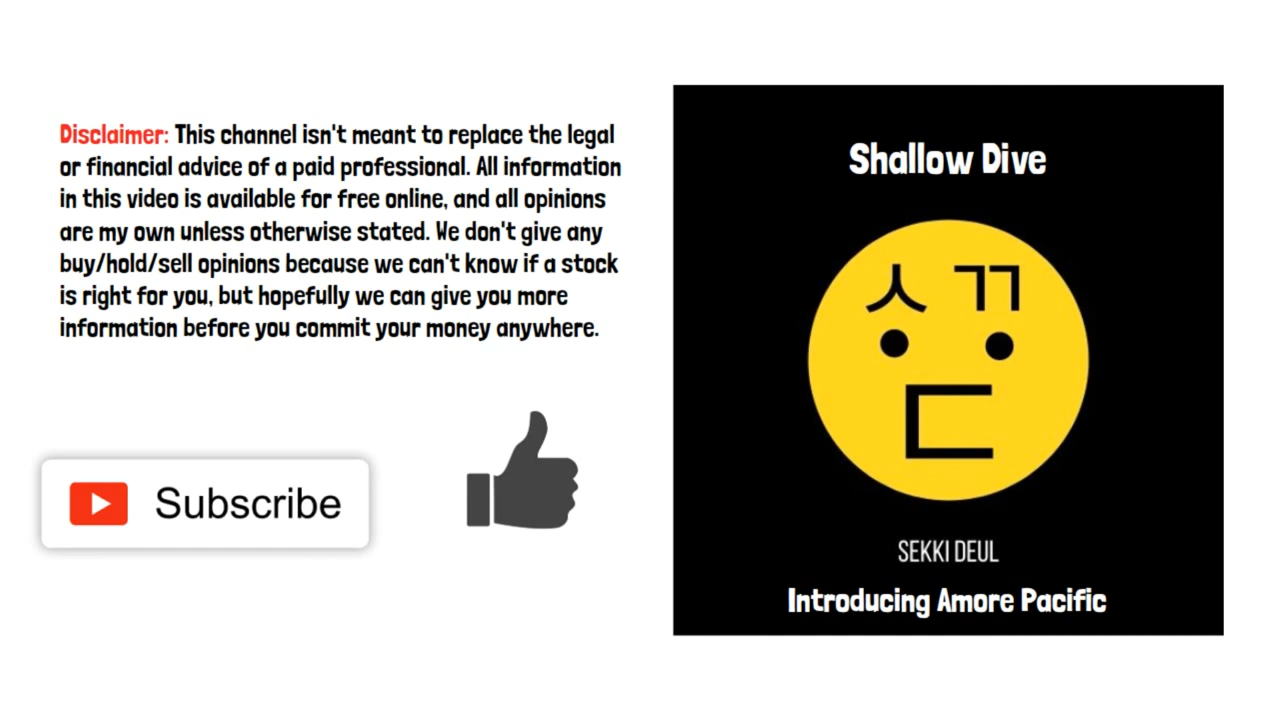 Disclaimer: This channel isn't meant to replace the legal
or financial advice of a paid professional. All information
in this video is available for free online, and all opinions
are my own unless otherwise stated. We don't give any
buy/hold/sell opinions because we can't know if a stock
is right for you, but hopefully we can give you more
information before you commit your money anywhere.
Subscribe
Shallow Dive
ㅅ ㄲ
ㄷ
SEKKI DEUL
Introducing Amore Pacific